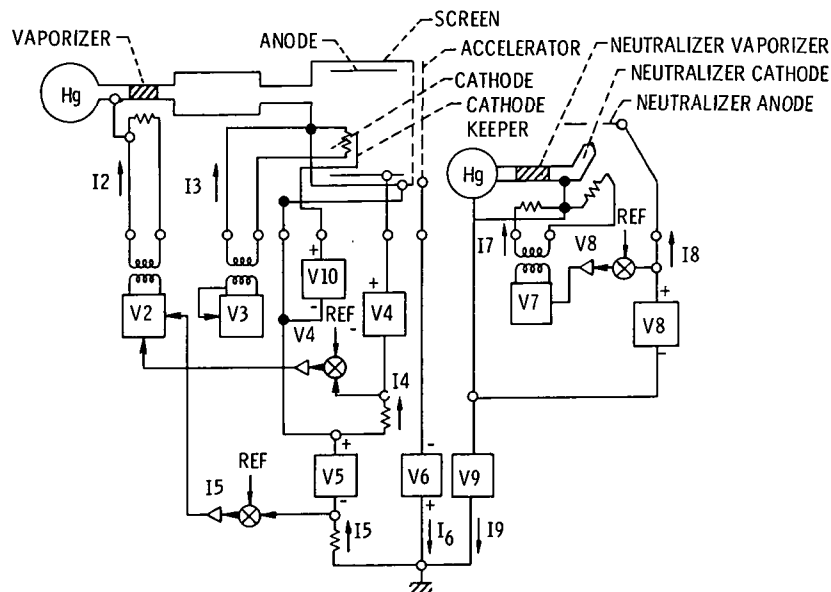 SCREEN
VAPORIZER
ANODE
ACCELERATOR
NEUTRALIZER VAPORIZER
CATHODE
NEUTRALIZER CATHODE
Hg
CATHODE
KEEPER
NEUTRALIZER ANODE
I2
I3
Hg
REF
I7
V8
I8
+
V10
-
+
V4
V2
V3
V4
REF
-
V7
+
V8
-
I4
+
V5
-
-
V6
+
V9
REF
I5
I5
I6
I9